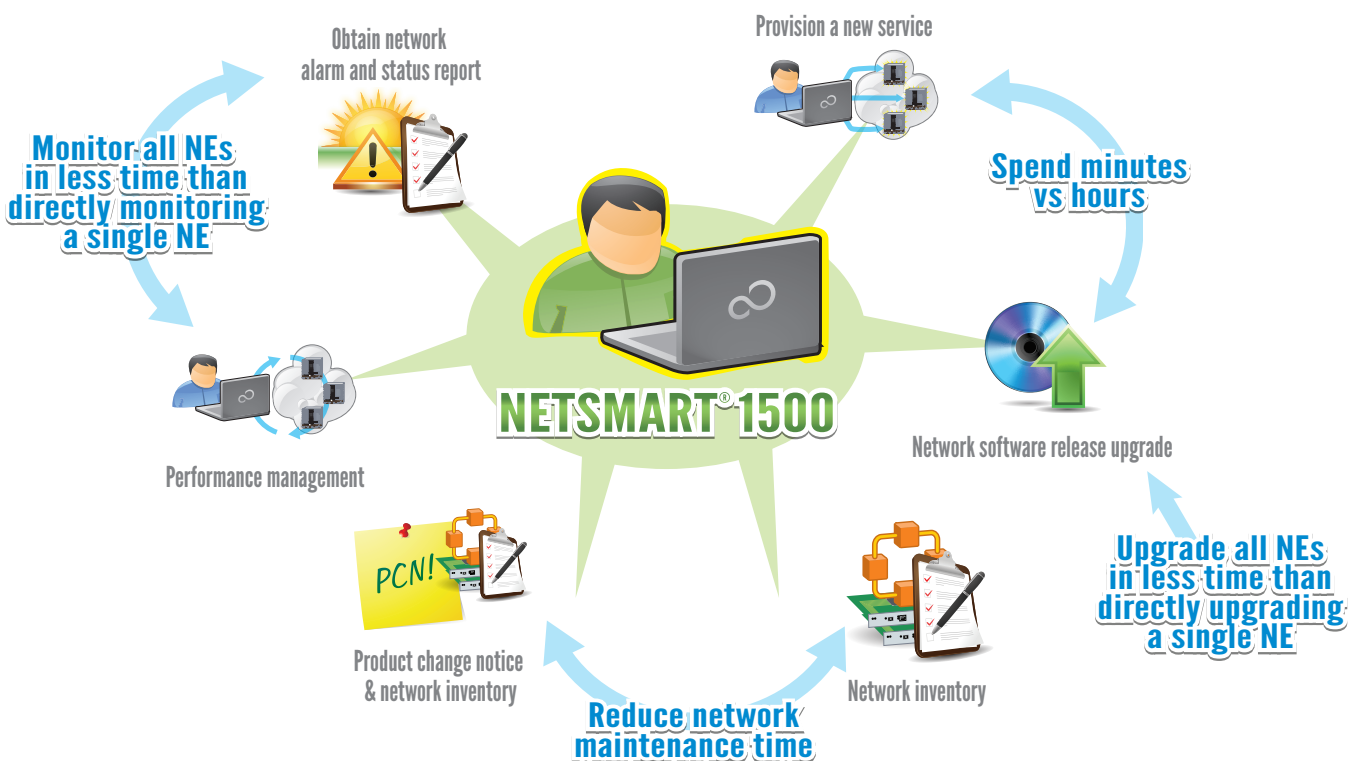 Obtain network
alarm and status report
Provision a new service
Monitor all NEs
in less time than
directly monitoring
a single NE
Spend minutes
vs hours
NETSMART® 1500
Performance management
Network software release upgrade
PCN!
Product change notice
& network inventory
Network inventory
Upgrade all NEs
in less time than
directly upgrading
a single NE
Reduce network
maintenance time